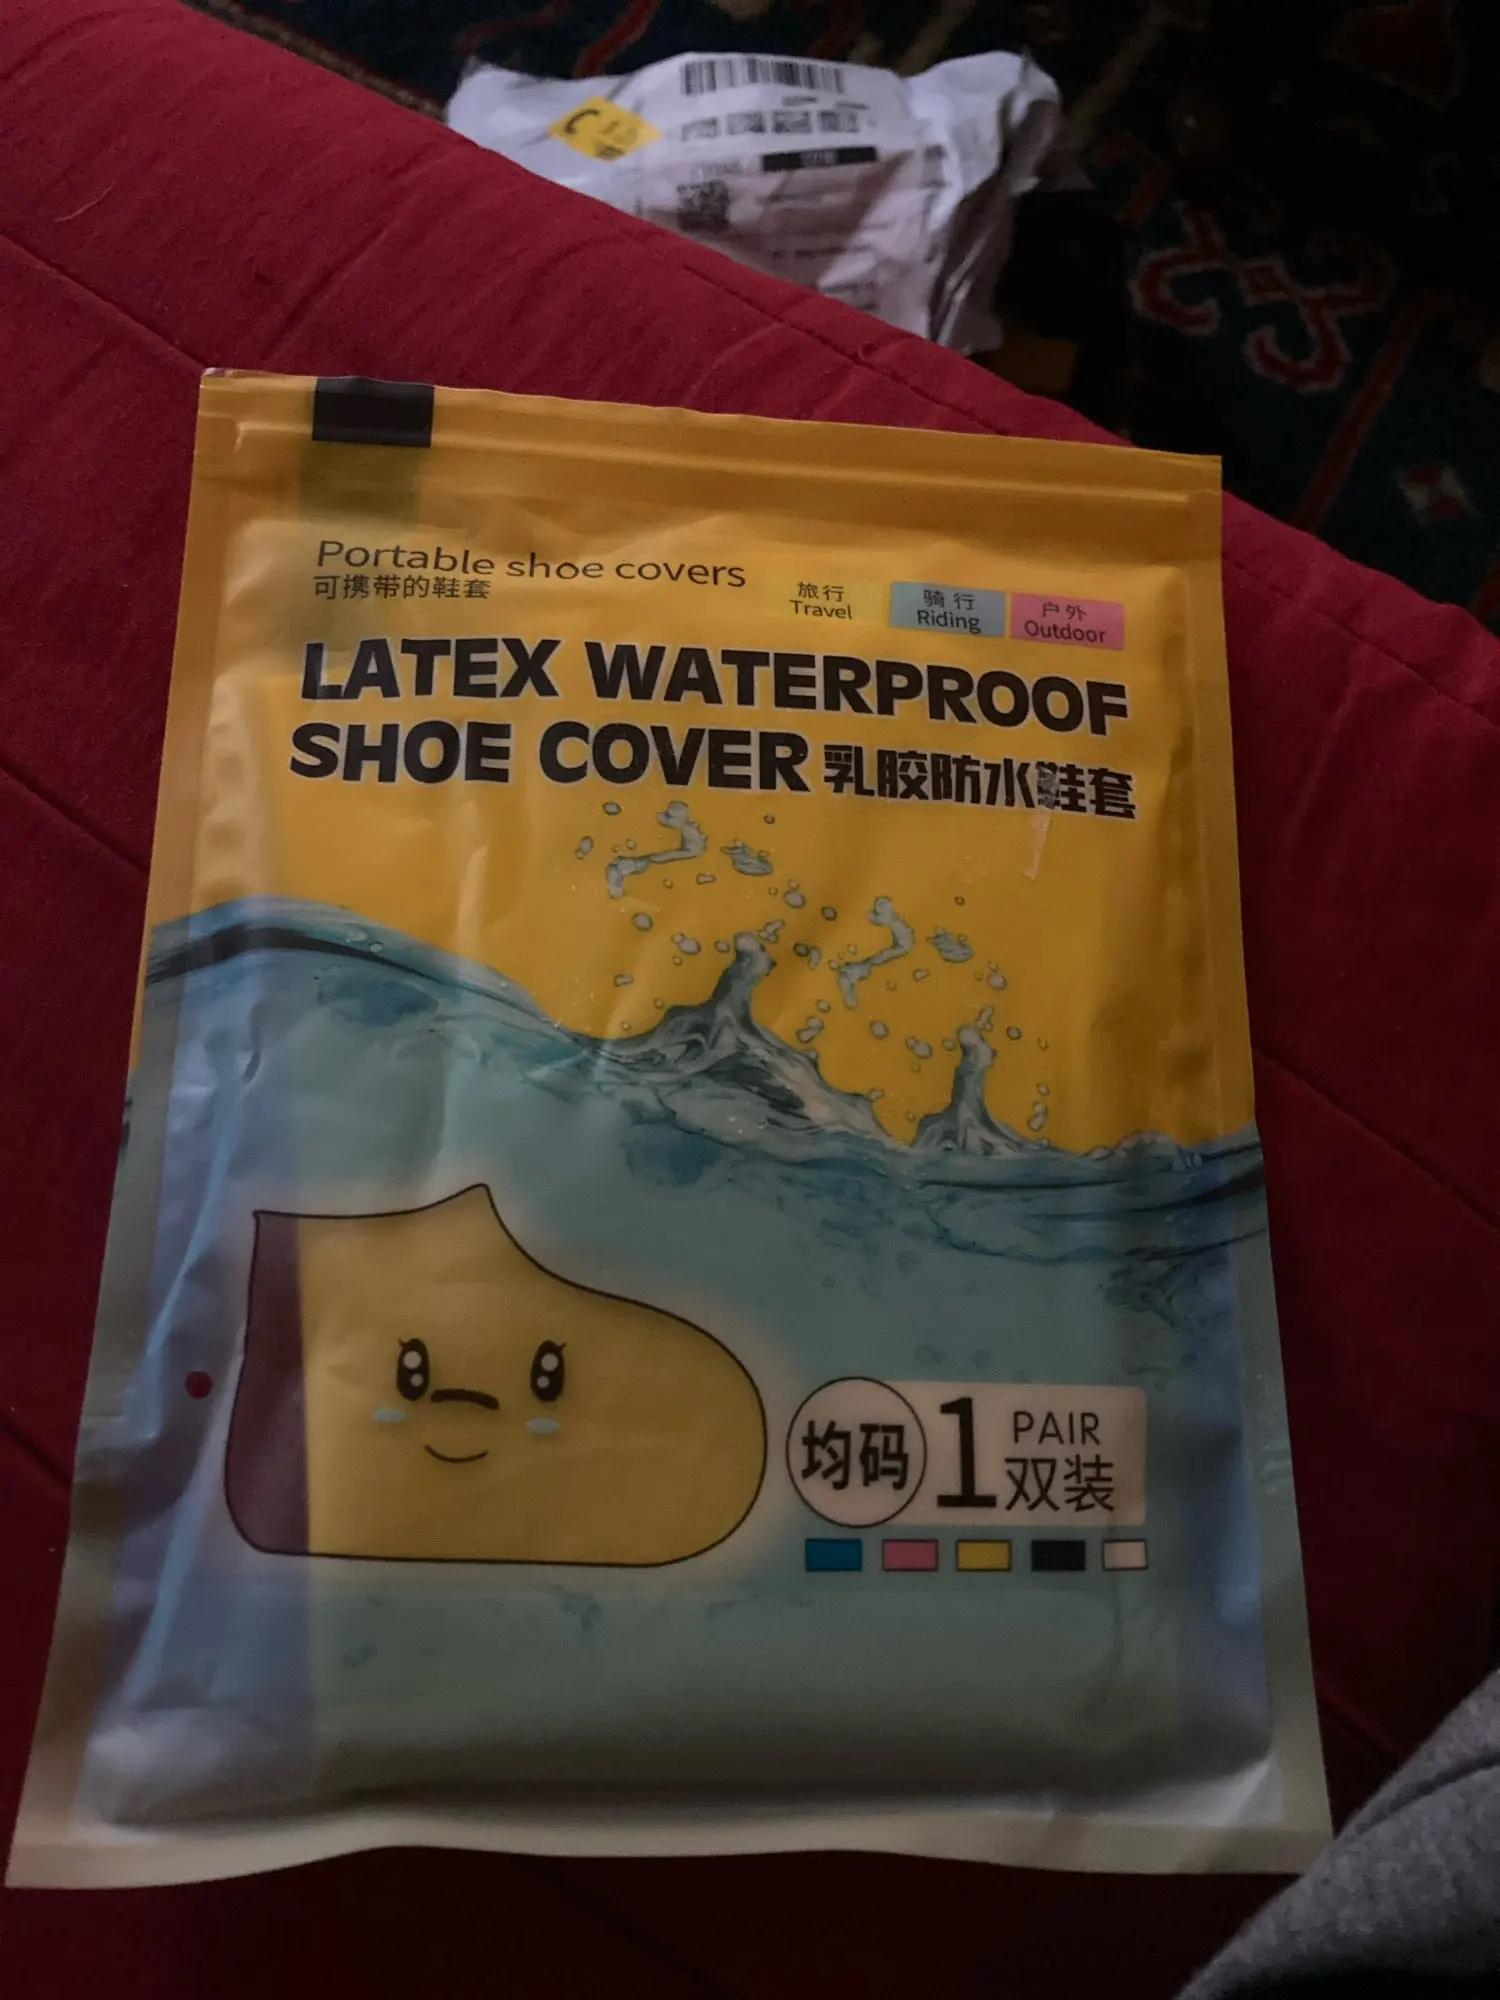 Portable shoe covers
可携带的鞋套
旅行
Travel
骑行
Riding
户外
Outdoor
LATEX WATERPROOF
SHOE COVER 乳胶防水鞋套
均码
1
PAIR
双装